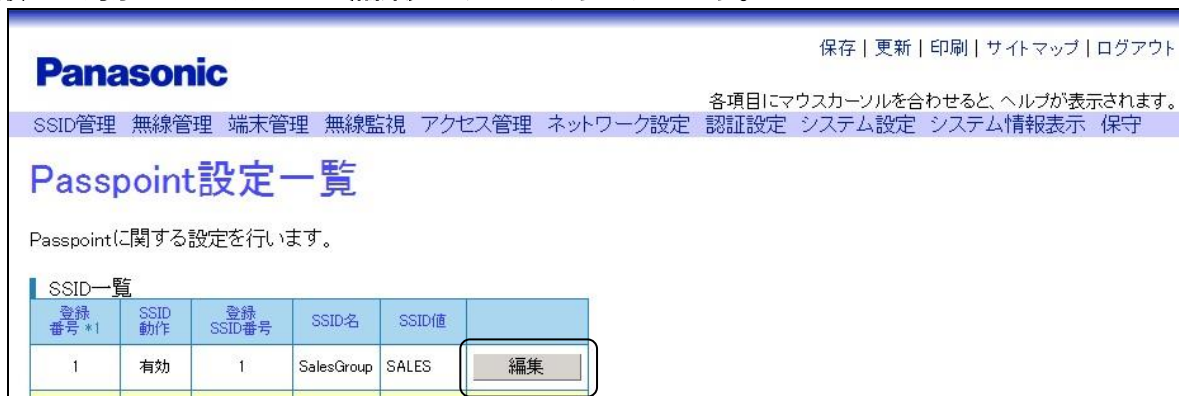 保存 | 更新 | 印刷 | サイトマップ | ログアウト
Panasonic
各項目にマウスカーソルを合わせると、ヘルプが表示されます。
SSID管理 無線管理 端末管理 無線監視 アクセス管理 ネットワーク設定 認証設定 システム設定 システム情報表示 保守
Passpoint設定一覧
Passpointに関する設定を行います。
SSID一覧
登録番号 *1 SSID動作 登録SSID番号 SSID名 SSID値
1 有効 1 SalesGroup SALES 編集